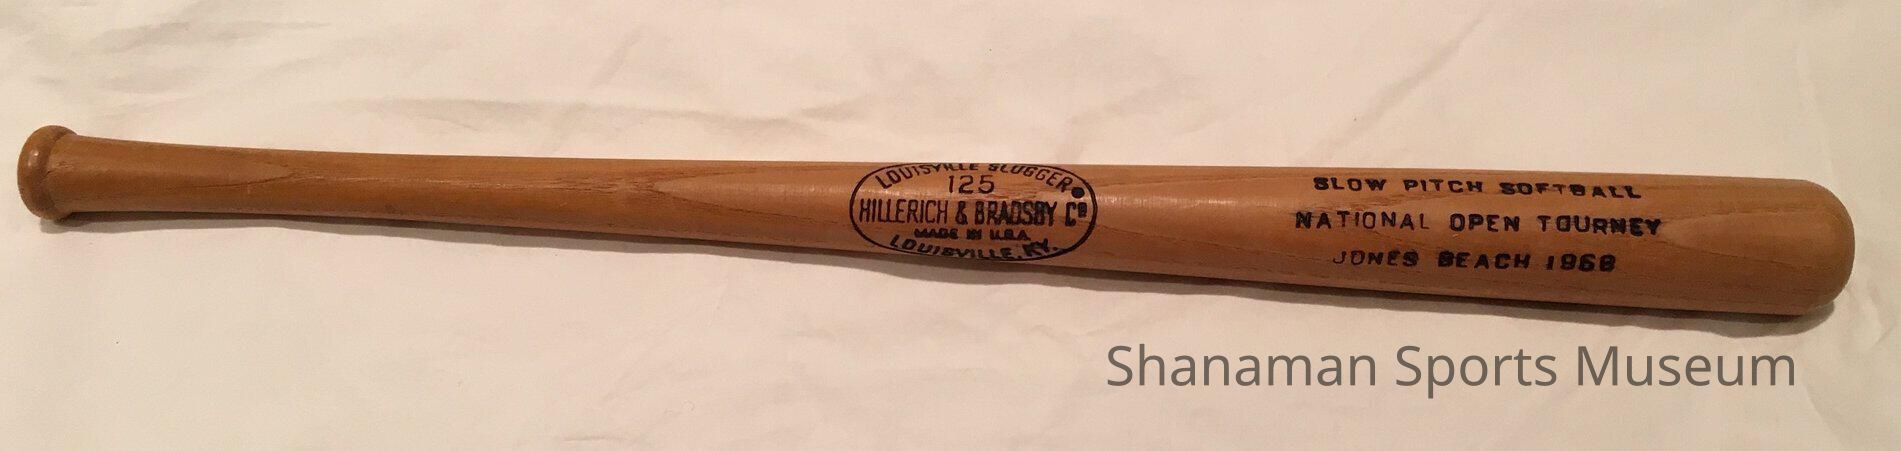 LOUISVILLE SLUGGER
125
HILLERICH & BRADSBY Co
MADE IN U.S.A.
LOUISVILLE, KY.
SLOW PITCH SOFTBALL
NATIONAL OPEN TOURNEY
JONES BEACH 1968
Shanaman Sports Museum